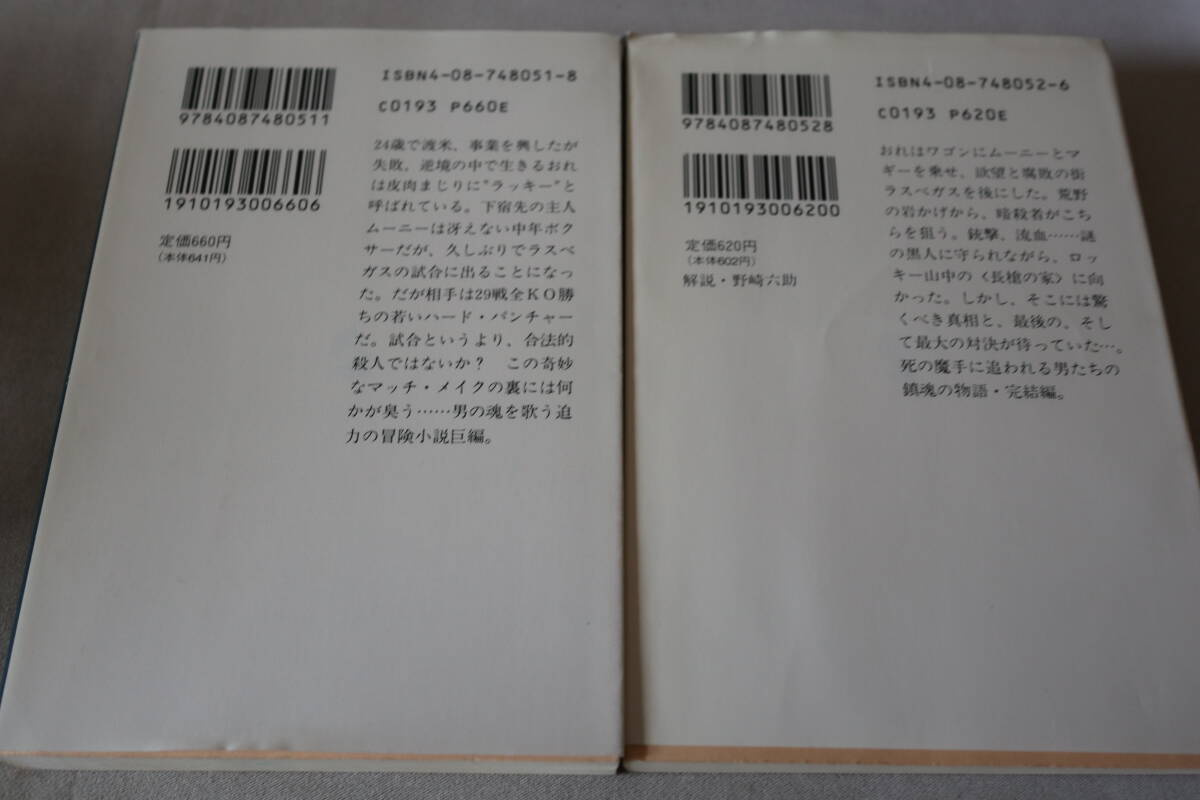 ISBN4-08-748051-8
9784087480511
C0193 P660E
1910193006606
定価660円
(本体641円)
24歳で渡米、事業を興したが
失敗、逆境の中で生きるおれ
は皮肉まじりに"ラッキー"と
呼ばれている。下宿先の主人
ムーニーは冴えない中年ボク
サーだが、久しぶりでラスベ
ガスの試合に出ることになっ
た。だが相手は29戦全KO勝
ちの若いハード・パンチャー
だ。試合というより、合法的
殺人ではないか？　この奇妙
なマッチ・メイクの裏には何
かが臭う……男の魂を歌う迫
力の冒険小説巨編。
ISBN4-08-748052-6
9784087480528
C0193 P620E
1910193006200
定価620円
(本体602円)
解説・野崎六助
おれはワゴンにムーニーとマ
ギーを乗せ、欲望と腐敗の街
ラスベガスを後にした。荒野
の岩かげから、暗殺者がこち
らを狙う。銃撃、流血……謎
の黒人に守られながら、ロッ
キー山中の〈長槍の家〉に向
かった。しかし、そこには驚
くべき真相と、最後の、そし
て最大の対決が待っていた…。
死の魔手に追われる男たちの
鎮魂の物語・完結編。